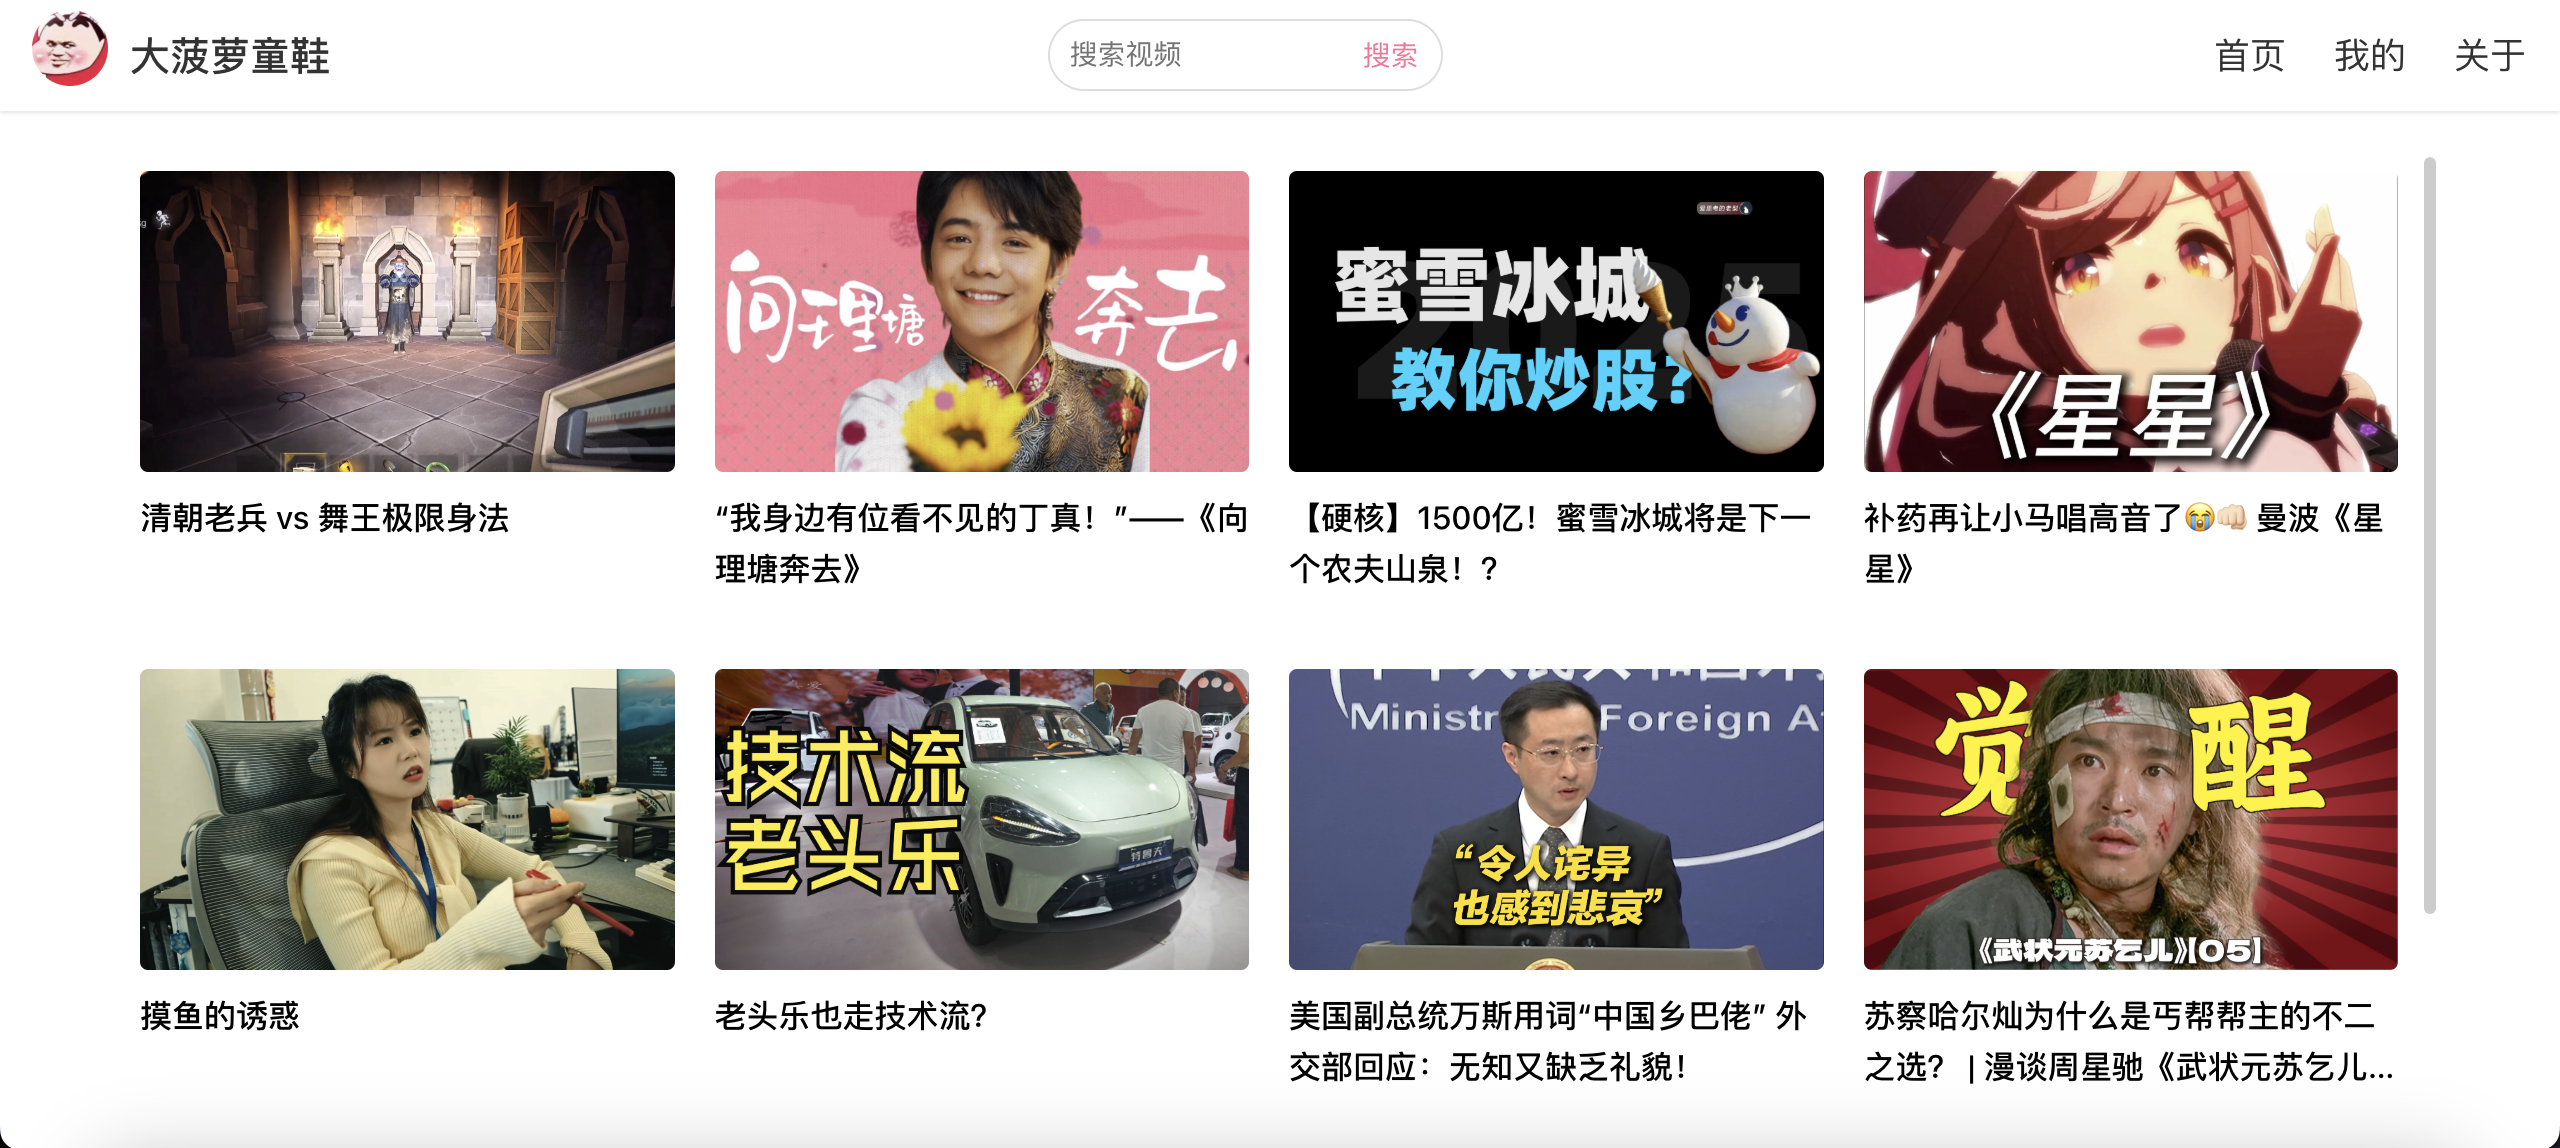 大菠萝童鞋
搜索视频
搜索
首页
我的
关于
向理塘
奔去
蜜雪冰城
教你炒股?
2025
《星星》
清朝老兵 vs 舞王极限身法
“我身边有位看不见的丁真！”——《向
理塘奔去》
【硬核】1500亿！蜜雪冰城将是下一
个农夫山泉！？
补药再让小马唱高音了😭👊🏻 曼波《星
星》
技术流
老头乐
Foreign
“令人诧异
也感到悲哀”
觉醒
《武状元苏乞儿》【05】
摸鱼的诱惑
老头乐也走技术流?
美国副总统万斯用词“中国乡巴佬” 外
交部回应：无知又缺乏礼貌！
苏察哈尔灿为什么是丐帮帮主的不二
之选？ | 漫谈周星驰《武状元苏乞儿...